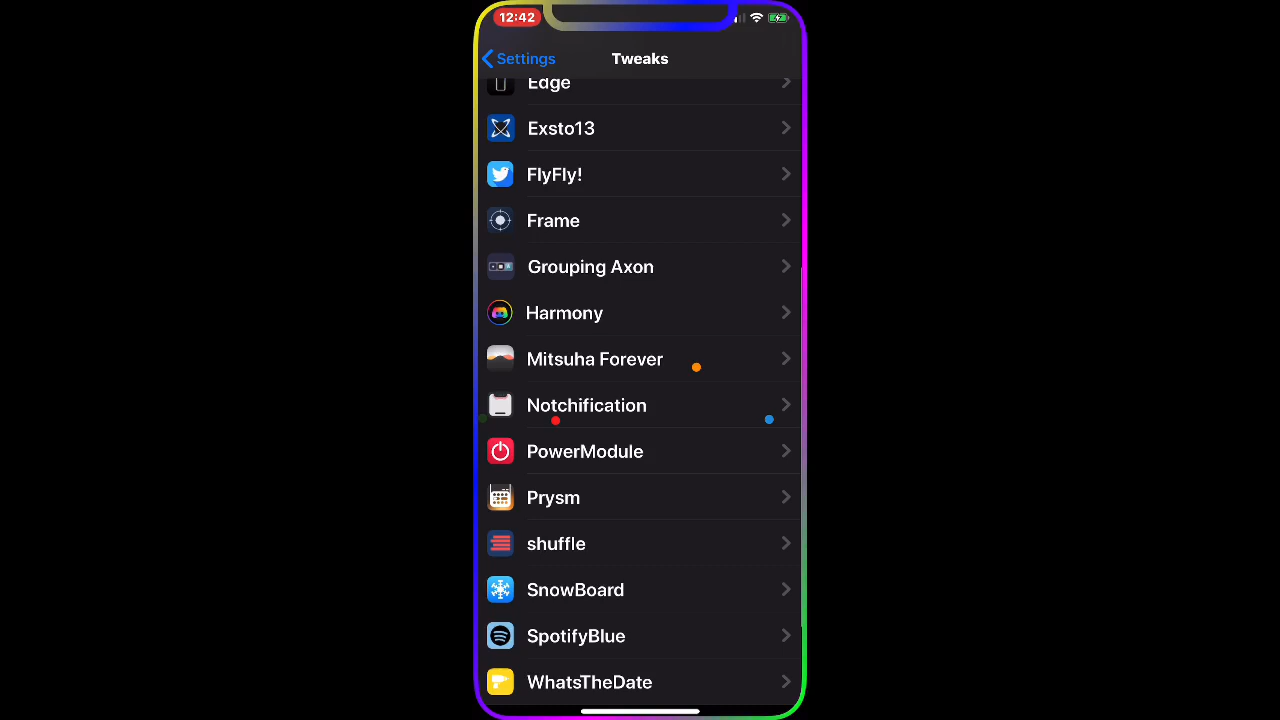 12:42
Settings
Tweaks
Edge
Exsto13
FlyFly!
Frame
Grouping Axon
Harmony
Mitsuha Forever
Notchification
PowerModule
Prysm
shuffle
SnowBoard
SpotifyBlue
WhatsTheDate